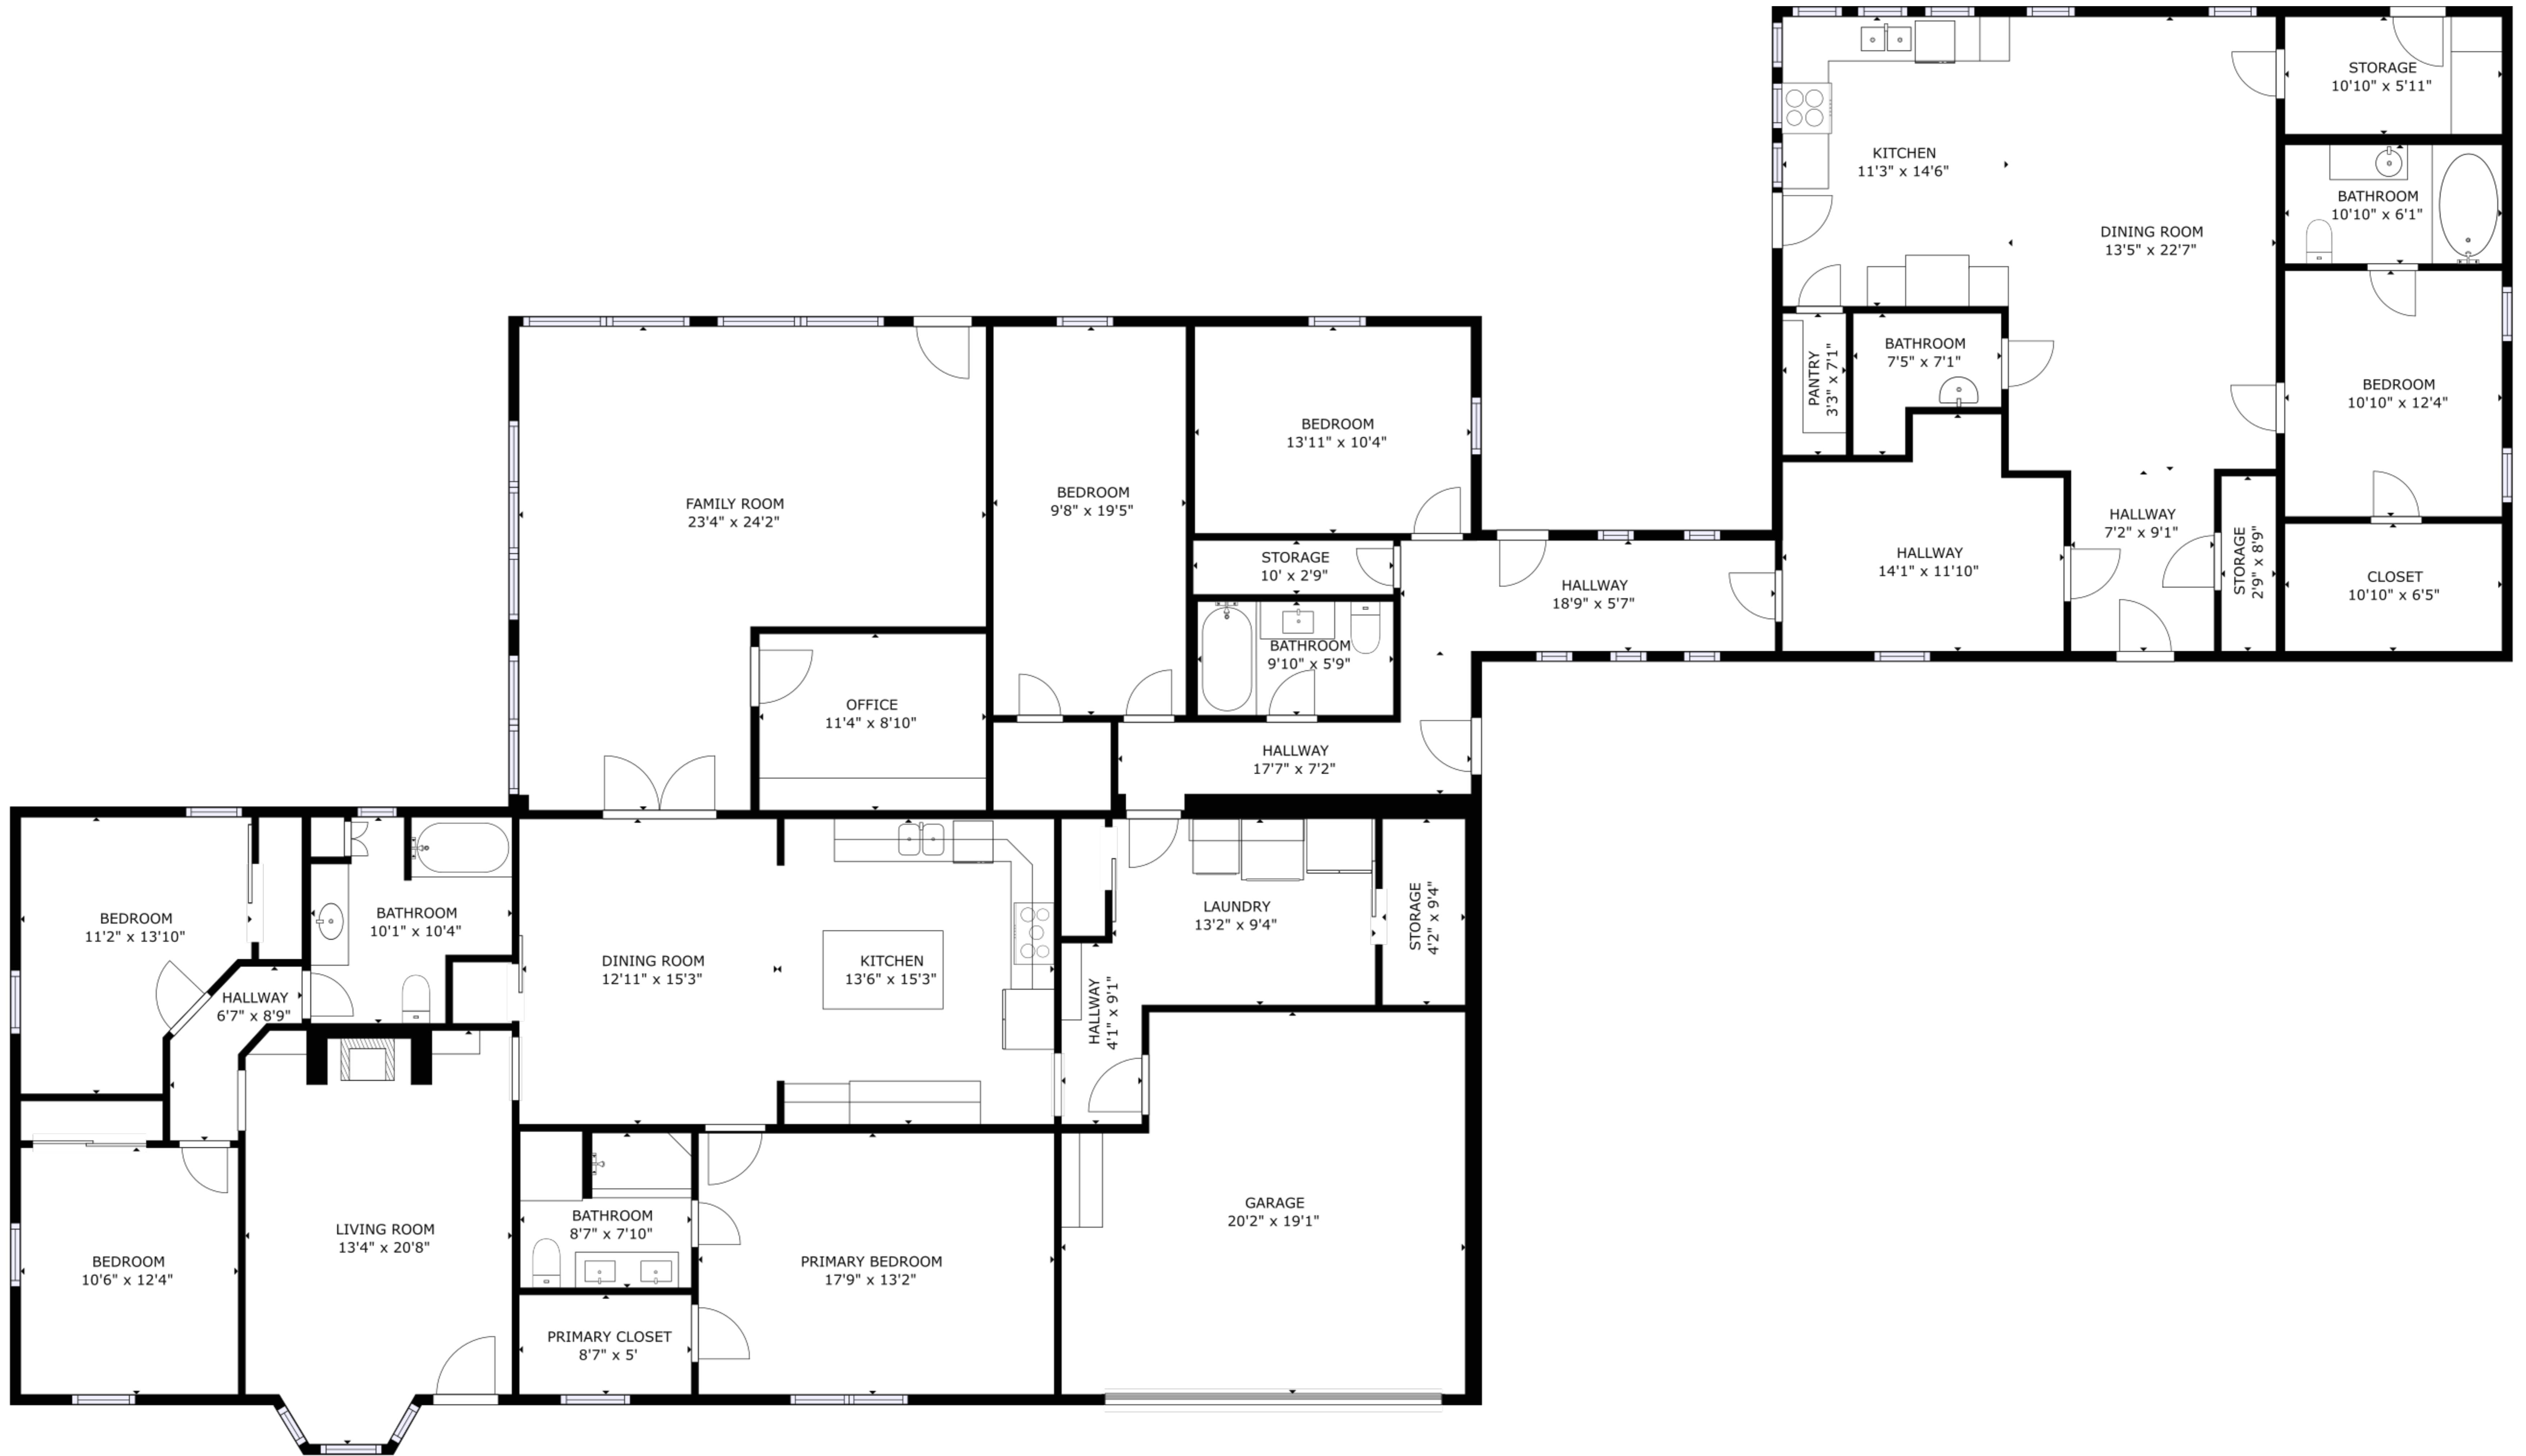 STORAGE
10'10" x 5'11"
KITCHEN
11'3" x 14'6"
BATHROOM
10'10" x 6'1"
DINING ROOM
13'5" x 22'7"
BATHROOM
7'5" x 7'1"
PANTRY
3'3" x 7'1"
BEDROOM
10'10" x 12'4"
BEDROOM
13'11" x 10'4"
FAMILY ROOM
23'4" x 24'2"
BEDROOM
9'8" x 19'5"
HALLWAY
7'2" x 9'1"
STORAGE
2'9" x 8'9"
HALLWAY
14'1" x 11'10"
STORAGE
10' x 2'9"
CLOSET
10'10" x 6'5"
HALLWAY
18'9" x 5'7"
BATHROOM
9'10" x 5'9"
OFFICE
11'4" x 8'10"
HALLWAY
17'7" x 7'2"
BEDROOM
11'2" x 13'10"
BATHROOM
10'1" x 10'4"
LAUNDRY
13'2" x 9'4"
STORAGE
4'2" x 9'4"
DINING ROOM
12'11" x 15'3"
KITCHEN
13'6" x 15'3"
HALLWAY
6'7" x 8'9"
HALLWAY
4'1" x 9'1"
GARAGE
20'2" x 19'1"
BATHROOM
8'7" x 7'10"
LIVING ROOM
13'4" x 20'8"
BEDROOM
10'6" x 12'4"
PRIMARY BEDROOM
17'9" x 13'2"
PRIMARY CLOSET
8'7" x 5'